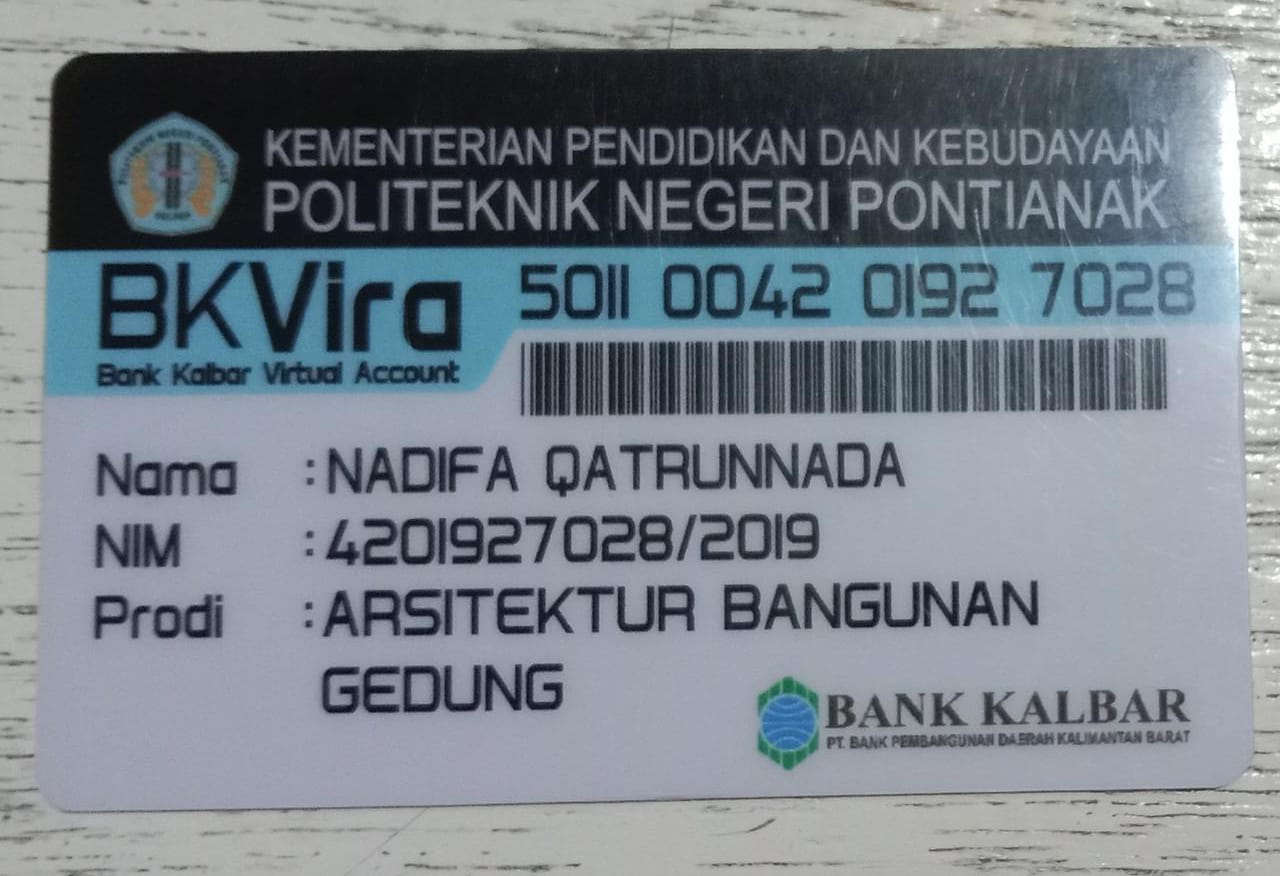 KEMENTERIAN PENDIDIKAN DAN KEBUDAYAAN
POLITEKNIK NEGERI PONTIANAK
BKVira
5011 0042 0192 7028
Bank Kalbar Virtual Account
Nama : NADIFA QATRUNNADA
NIM : 4201927028/2019
Prodi : ARSITEKTUR BANGUNAN
GEDUNG
BANK KALBAR
PT. BANK PEMBANGUNAN DAERAH KALIMANTAN BARAT